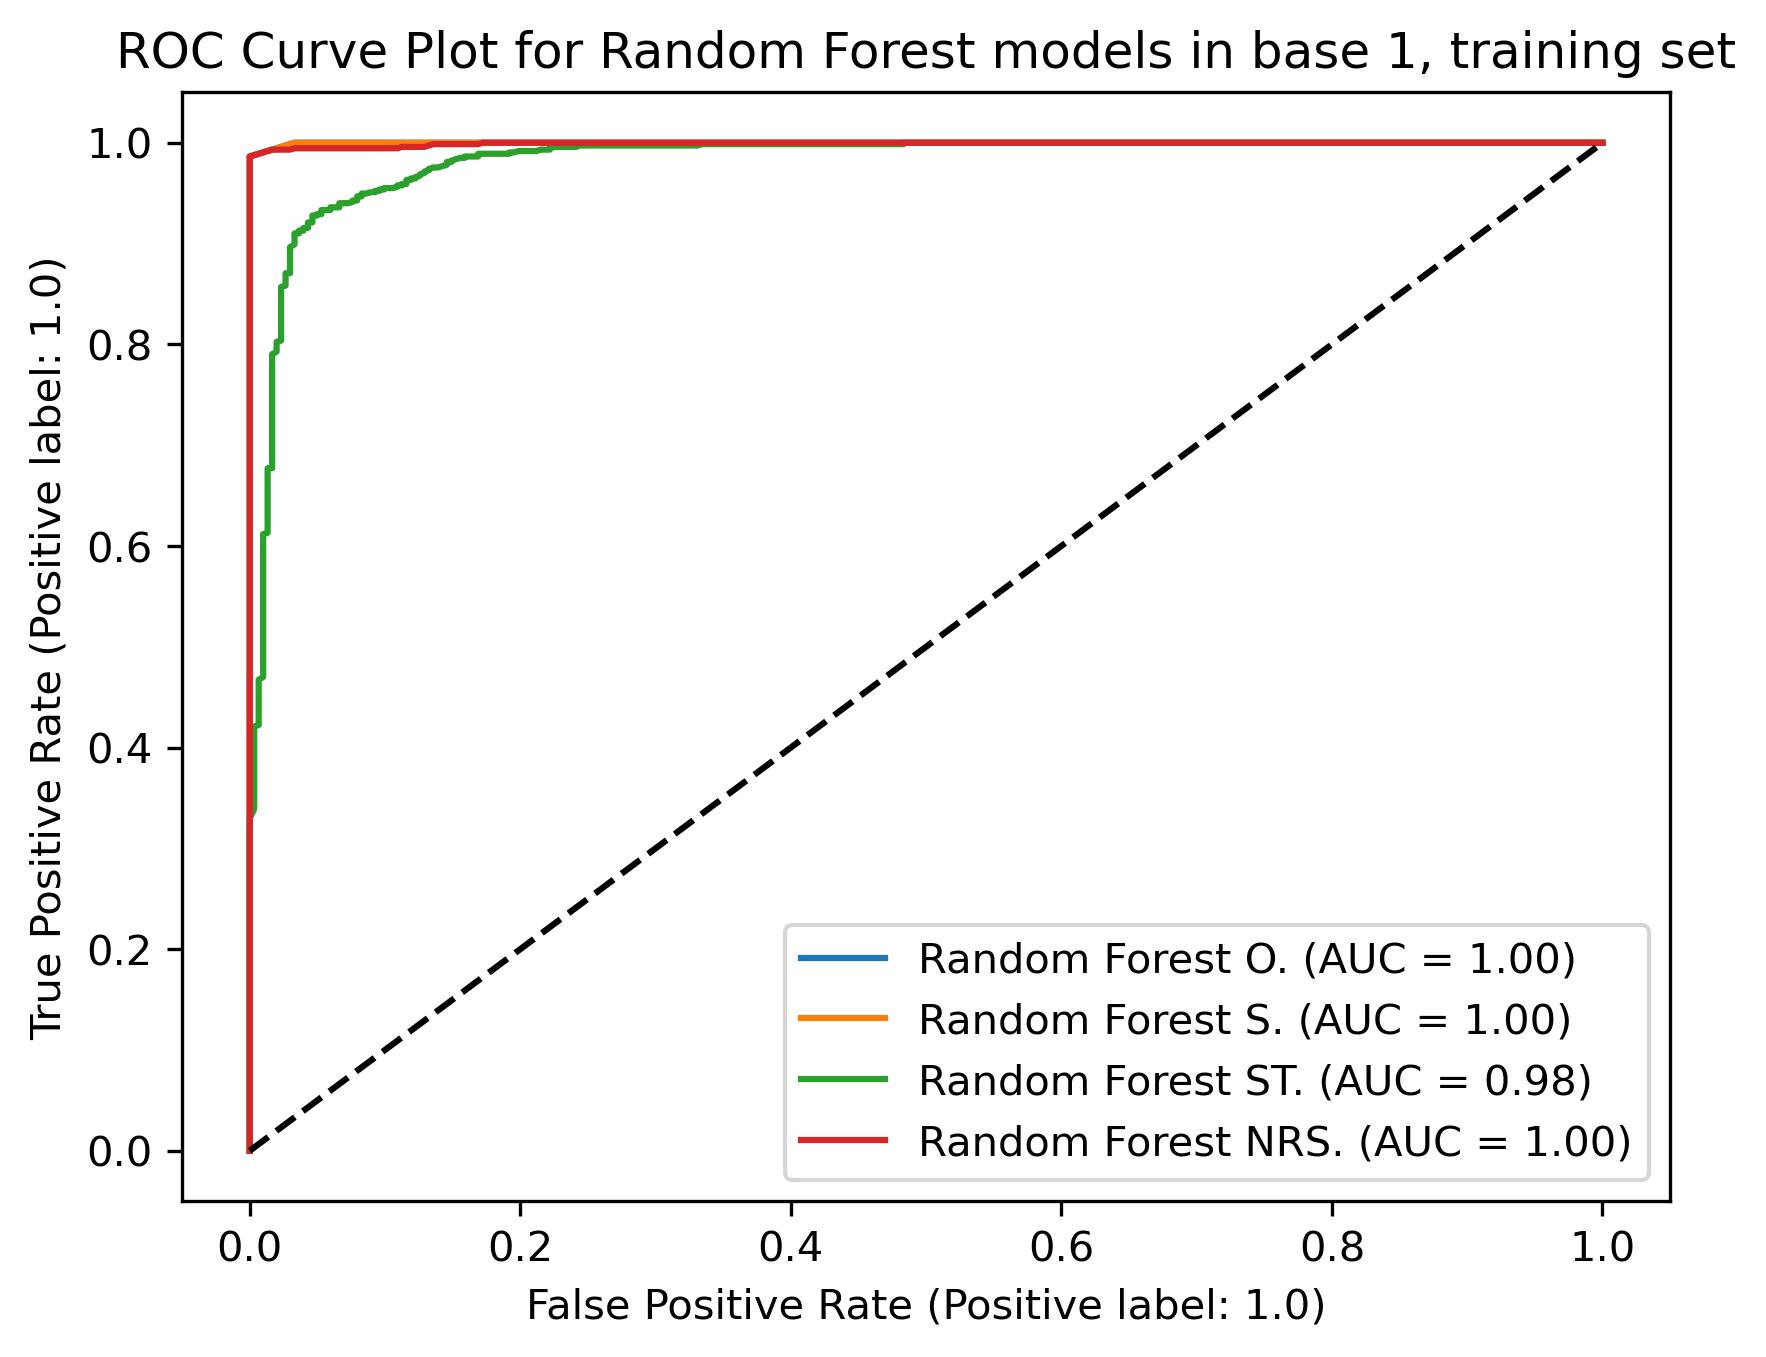 ROC Curve Plot for Random Forest models in base 1, training set
True Positive Rate (Positive label: 1.0)
1.0
0.8
0.6
0.4
0.2
0.0
Random Forest O. (AUC = 1.00)
Random Forest S. (AUC = 1.00)
Random Forest ST. (AUC = 0.98)
Random Forest NRS. (AUC = 1.00)
0.0 0.2 0.4 0.6 0.8 1.0
False Positive Rate (Positive label: 1.0)